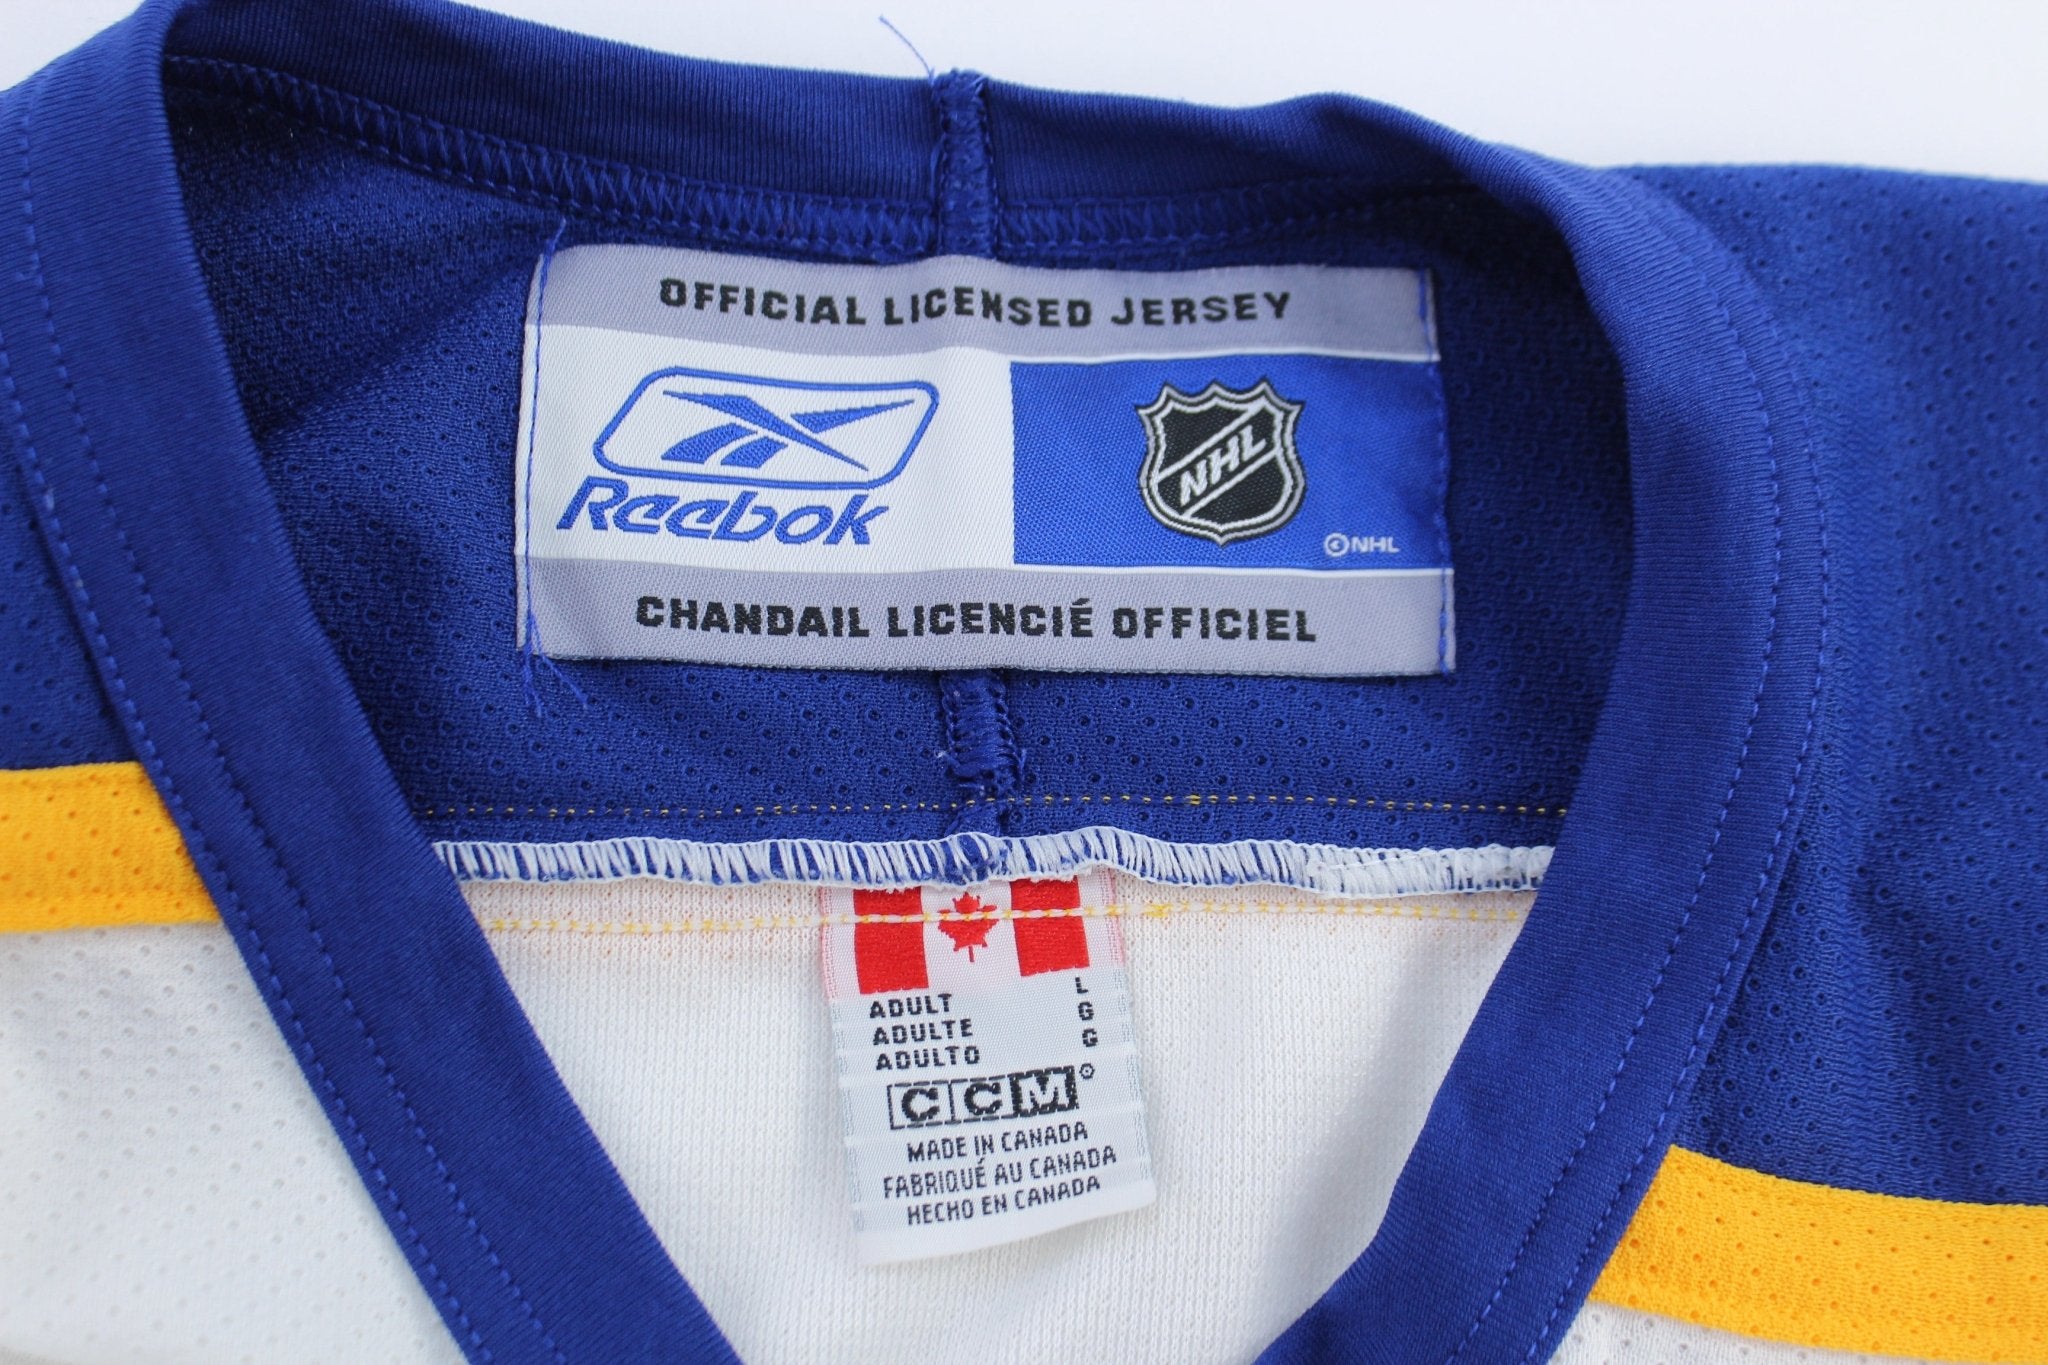 OFFICIAL LICENSED JERSEY
Reebok
NHL
©NHL
CHANDAIL LICENCIÉ OFFICIEL
ADULT L
ADULTE G
ADULTO G
CCM
MADE IN CANADA
FABRIQUÉ AU CANADA
HECHO EN CANADA